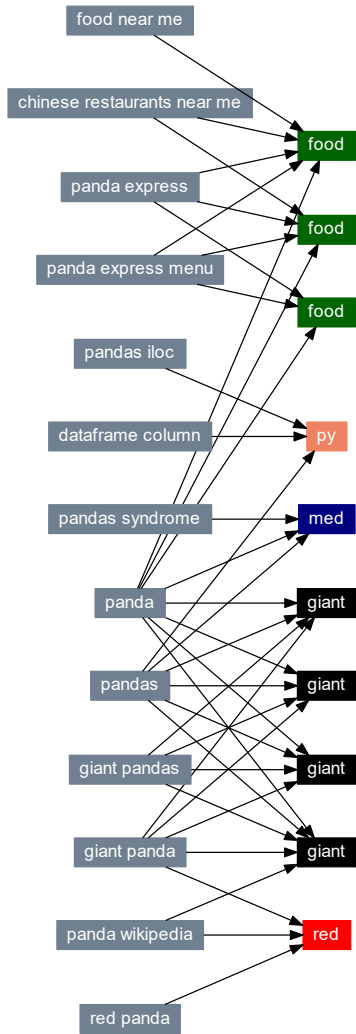 food near me
chinese restaurants near me
food
panda express
food
panda express menu
food
pandas iloc
dataframe column
py
pandas syndrome
med
panda
giant
pandas
giant
giant pandas
giant
giant panda
giant
panda wikipedia
red
red panda